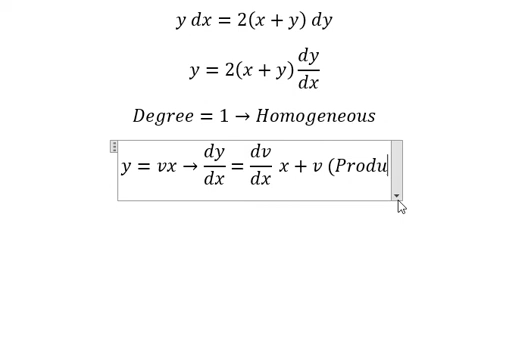 y dx = 2(x + y) dy
y = 2(x + y) dy/dx
Degree = 1 → Homogeneous
y = vx → dy/dx = dv/dx x + v (Produ